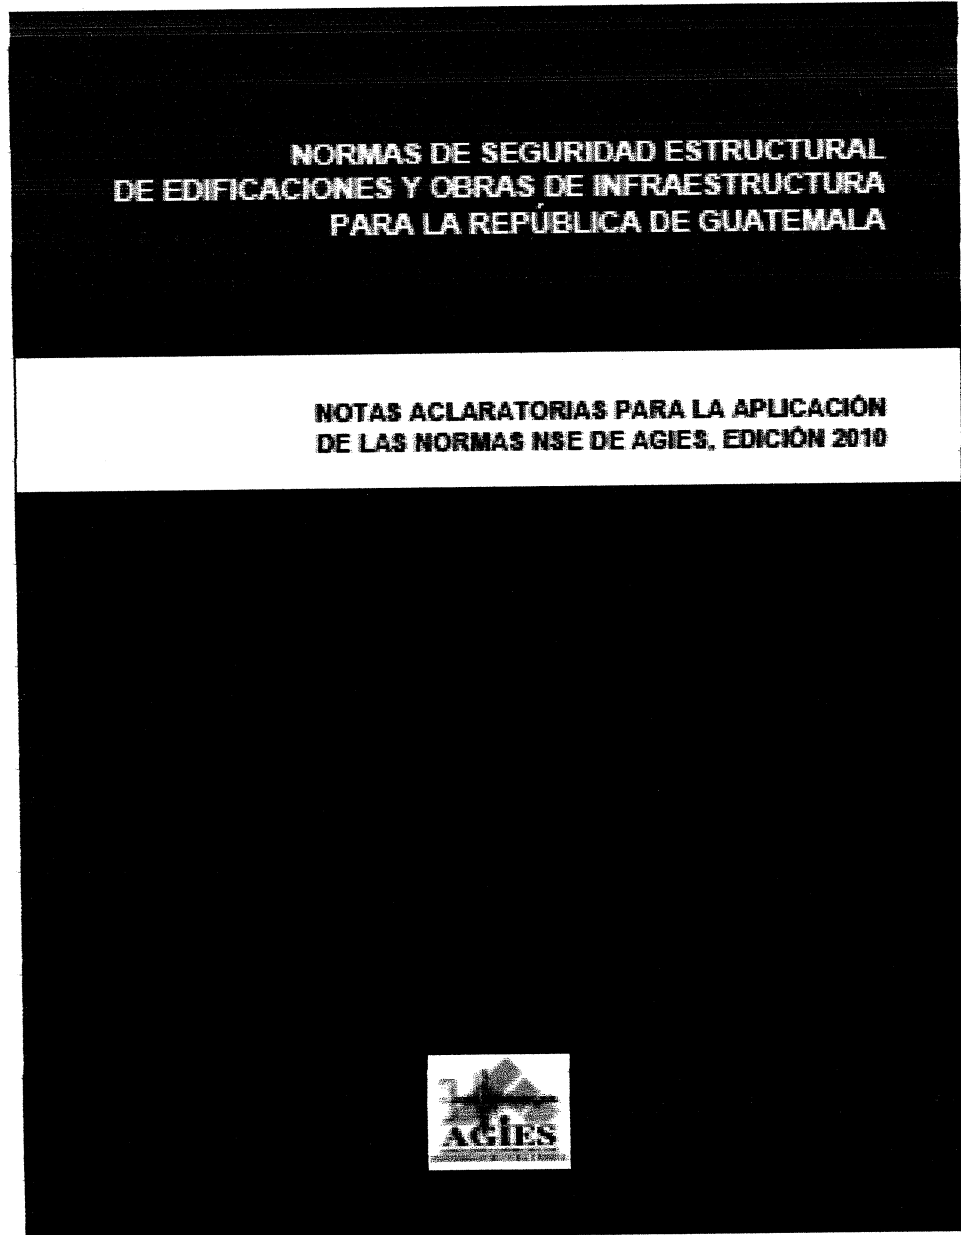 NORMAS DE SEGURIDAD ESTRUCTURAL
DE EDIFICACIONES Y OBRAS DE INFRAESTRUCTURA
PARA LA REPÚBLICA DE GUATEMALA
NOTAS ACLARATORIAS PARA LA APLICACIÓN
DE LAS NORMAS NSE DE AGIES, EDICIÓN 2010
AGIES